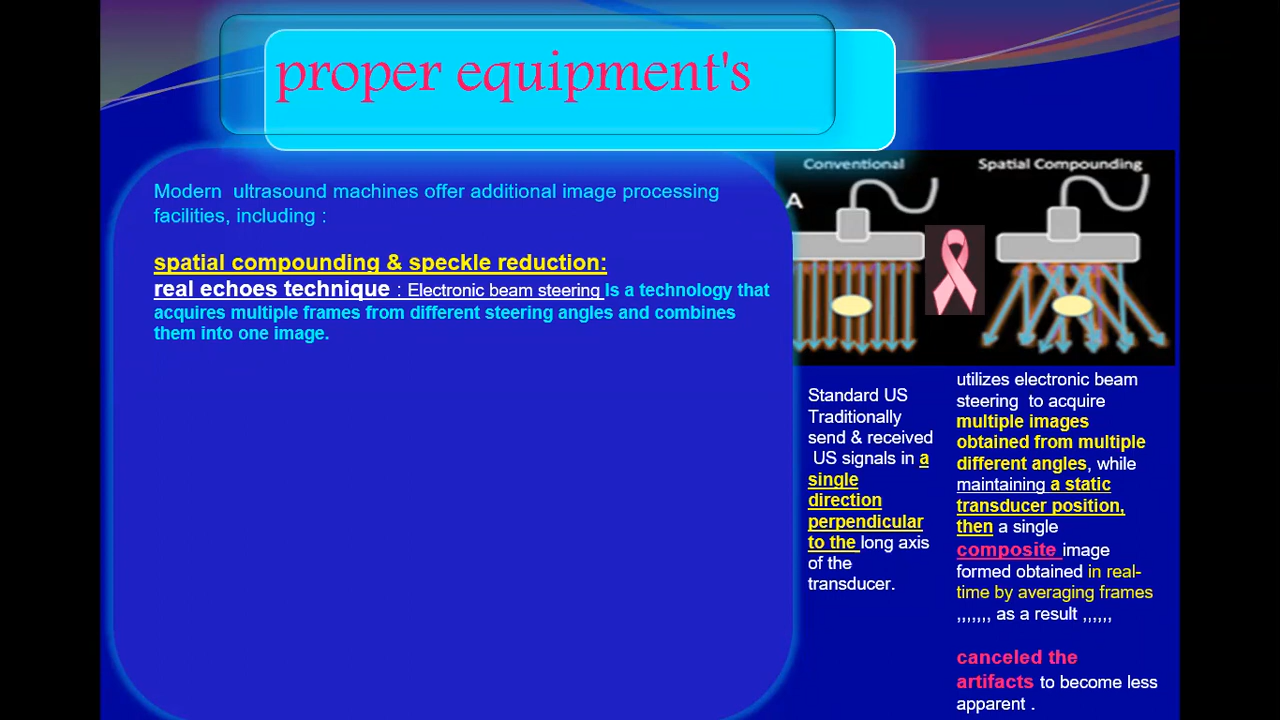 proper equipment's
Modern ultrasound machines offer additional image processing
facilities, including :
spatial compounding & speckle reduction:
real echoes technique : Electronic beam steering Is a technology that
acquires multiple frames from different steering angles and combines
them into one image.
Conventional
A
Spatial Compounding
Standard US
Traditionally
send & received
US signals in a
single
direction
perpendicular
to the long axis
of the
transducer.
utilizes electronic beam
steering to acquire
multiple images
obtained from multiple
different angles, while
maintaining a static
transducer position,
then a single
composite image
formed obtained in real-
time by averaging frames
,,,,,,, as a result ,,,,,,
canceled the
artifacts to become less
apparent .